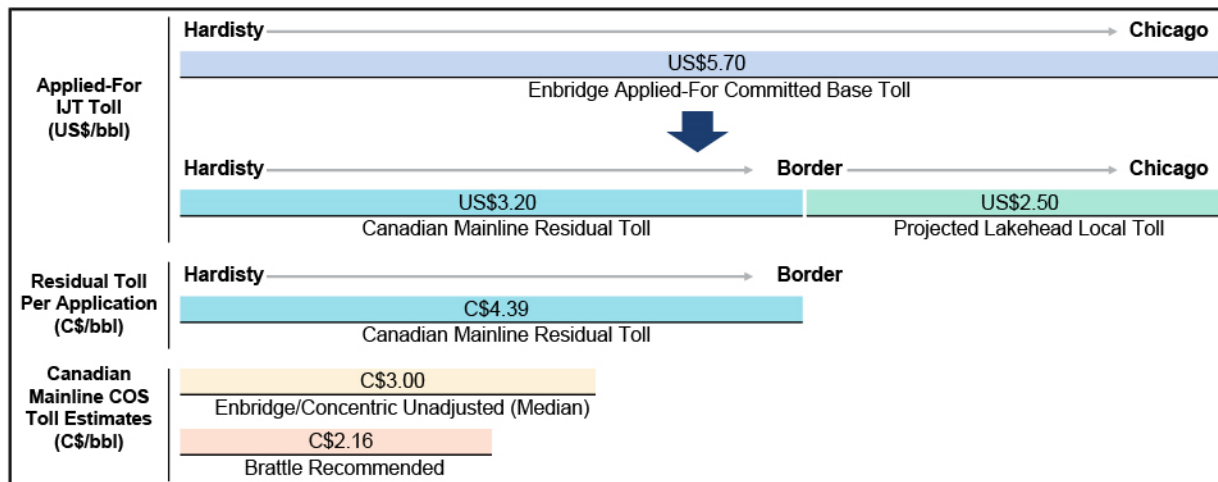 Applied-For
IJT Toll
(US$/bbl)
Hardisty Chicago
US$5.70
Enbridge Applied-For Committed Base Toll
Hardisty Border Chicago
US$3.20 US$2.50
Canadian Mainline Residual Toll Projected Lakehead Local Toll
Residual Toll
Per Application
(C$/bbl)
Hardisty Border
C$4.39
Canadian Mainline Residual Toll
Canadian
Mainline COS
Toll Estimates
(C$/bbl)
C$3.00
Enbridge/Concentric Unadjusted (Median)
C$2.16
Brattle Recommended